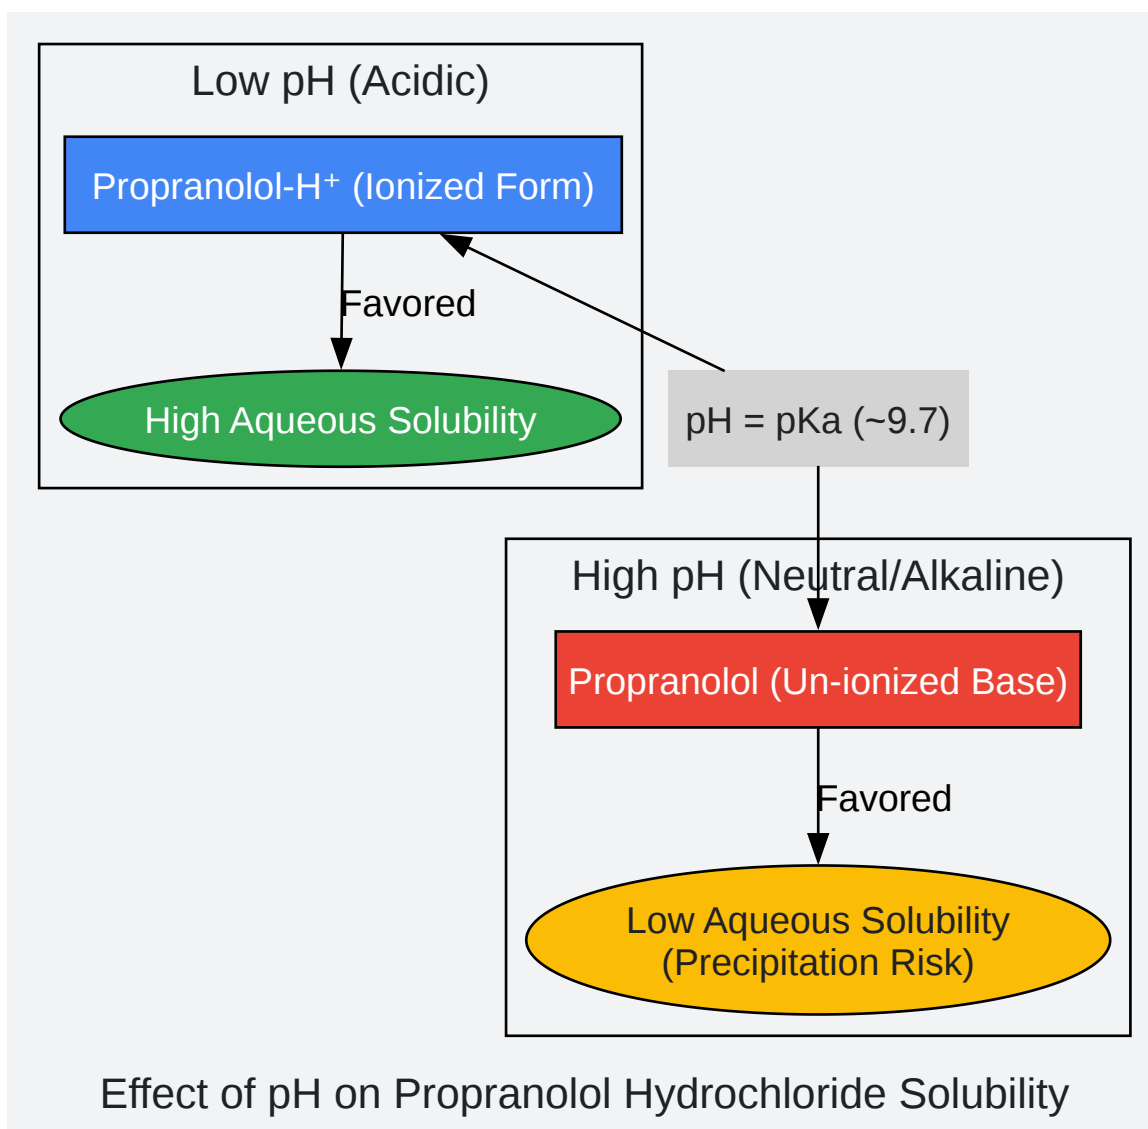 Low pH (Acidic)
Propranolol-H⁺ (Ionized Form)
Favored
High Aqueous Solubility
pH = pKa (~9.7)
High pH (Neutral/Alkaline)
Propranolol (Un-ionized Base)
Favored
Low Aqueous Solubility
(Precipitation Risk)
Effect of pH on Propranolol Hydrochloride Solubility